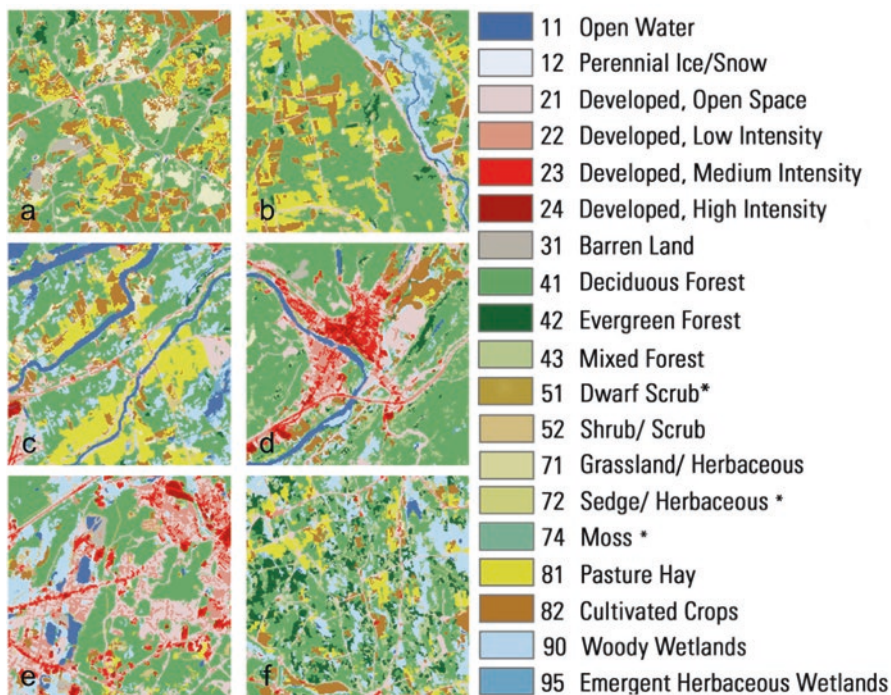 a
b
c
d
e
f
11 Open Water
12 Perennial Ice/Snow
21 Developed, Open Space
22 Developed, Low Intensity
23 Developed, Medium Intensity
24 Developed, High Intensity
31 Barren Land
41 Deciduous Forest
42 Evergreen Forest
43 Mixed Forest
51 Dwarf Scrub*
52 Shrub/ Scrub
71 Grassland/ Herbaceous
72 Sedge/ Herbaceous *
74 Moss *
81 Pasture Hay
82 Cultivated Crops
90 Woody Wetlands
95 Emergent Herbaceous Wetlands